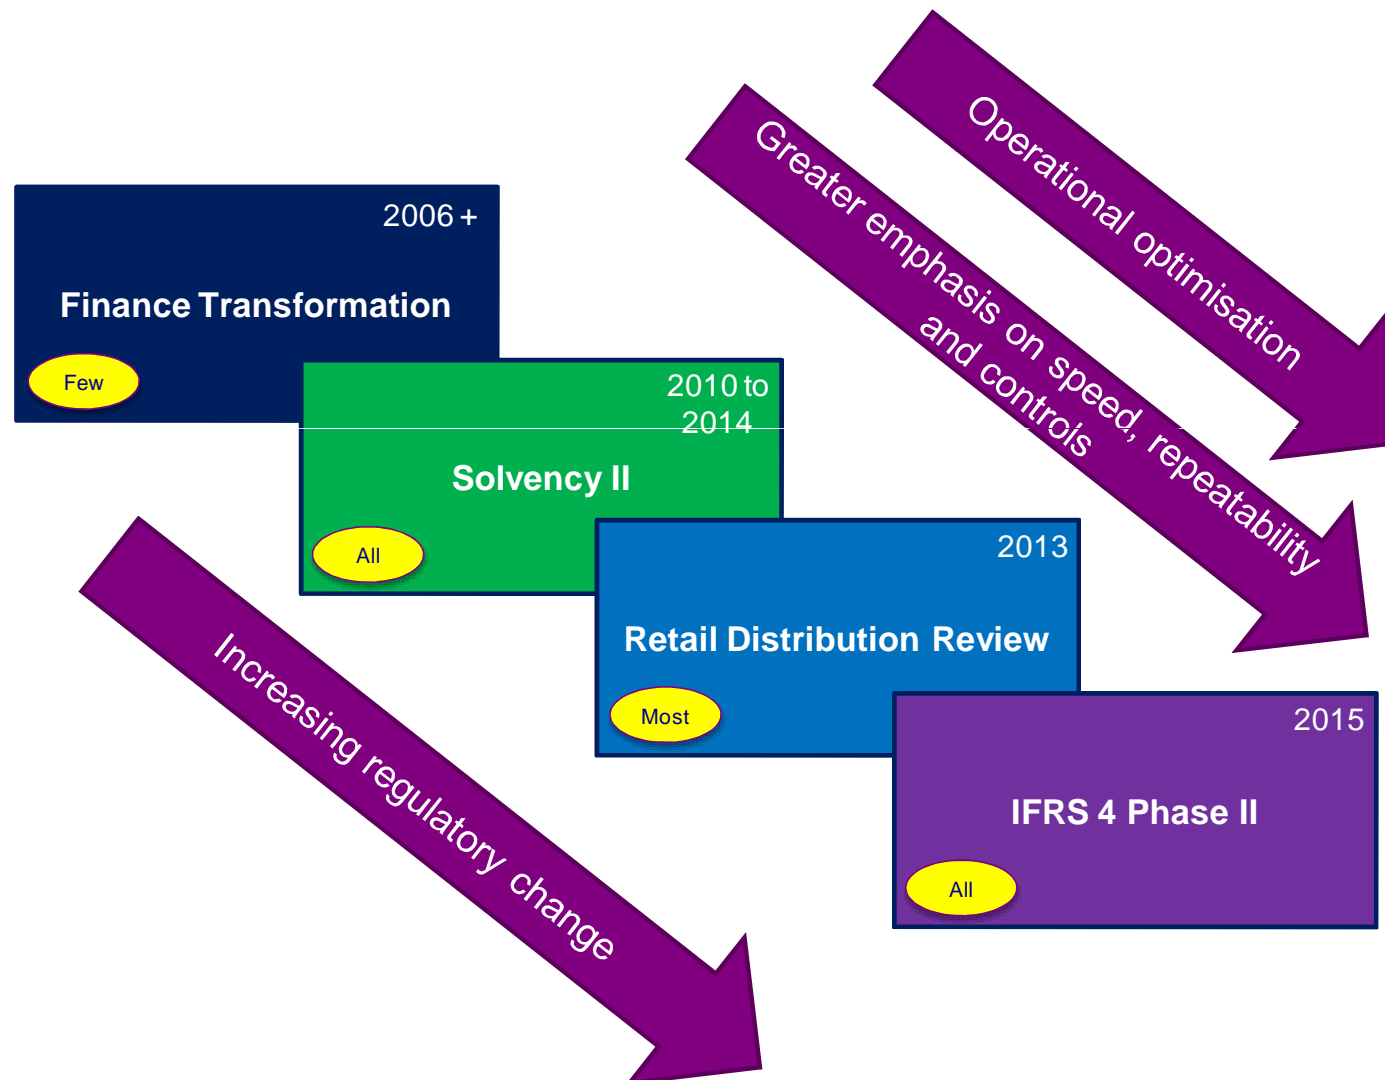 Operational optimisation
Greater emphasis on speed, repeatability
and controls
2006 +
Finance Transformation
Few
2010 to
2014
Solvency II
All
2013
Retail Distribution Review
Most
2015
IFRS 4 Phase II
All
Increasing regulatory change